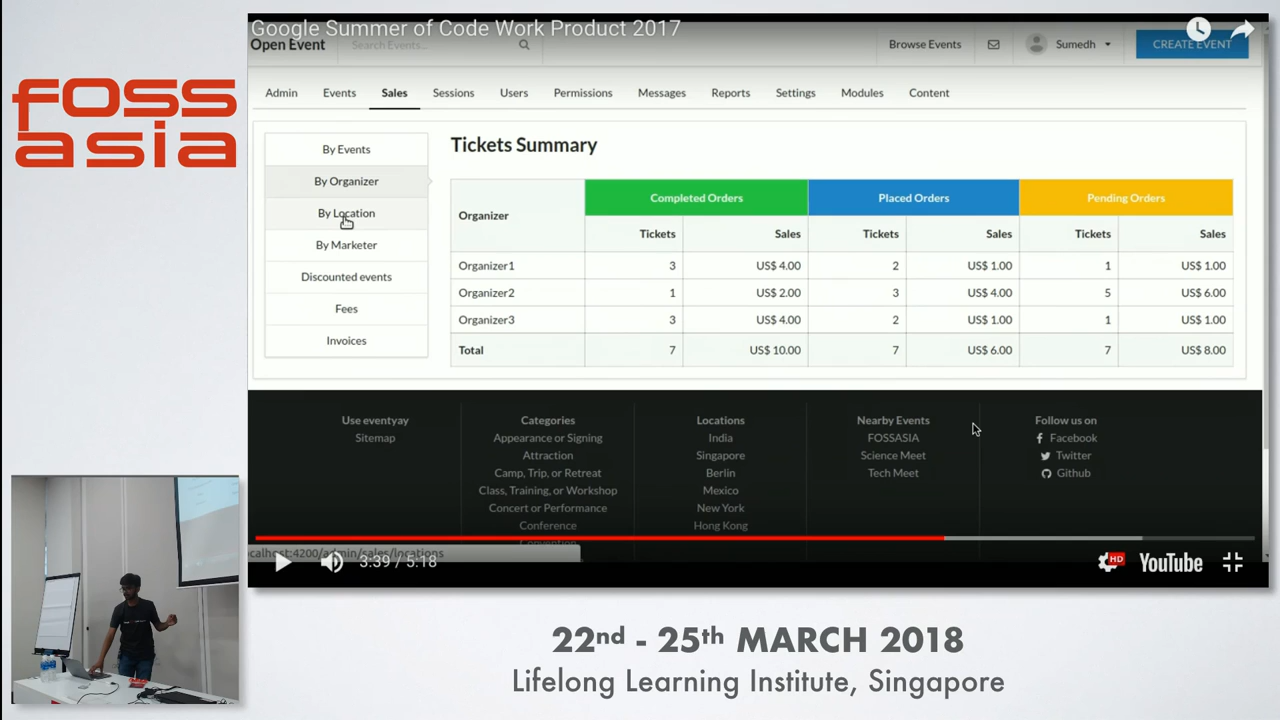 foss
asia
Google Summer of Code Work Product 2017
Open Event
Search Events...
Browse Events
Sumedh
CREATE EVENT
Admin Events Sales Sessions Users Permissions Messages Reports Settings Modules Content
By Events
By Organizer
By Location
By Marketer
Discounted events
Fees
Invoices
Tickets Summary
Organizer Completed Orders Placed Orders Pending Orders
Tickets Sales Tickets Sales Tickets Sales
Organizer1 3 US$ 4.00 2 US$ 1.00 1 US$ 1.00
Organizer2 1 US$ 2.00 3 US$ 4.00 5 US$ 6.00
Organizer3 3 US$ 4.00 2 US$ 1.00 1 US$ 1.00
Total 7 US$ 10.00 7 US$ 6.00 7 US$ 8.00
Use eventyay
Sitemap
Categories
Appearance or Signing
Attraction
Camp, Trip, or Retreat
Class, Training, or Workshop
Concert or Performance
Conference
Convention
Locations
India
Singapore
Berlin
Mexico
New York
Hong Kong
Nearby Events
FOSSASIA
Science Meet
Tech Meet
Follow us on
Facebook
Twitter
Github
ocalhost:4200/admin/sales/locations
3:39 / 5:18
HD
YouTube
22nd - 25th MARCH 2018
Lifelong Learning Institute, Singapore